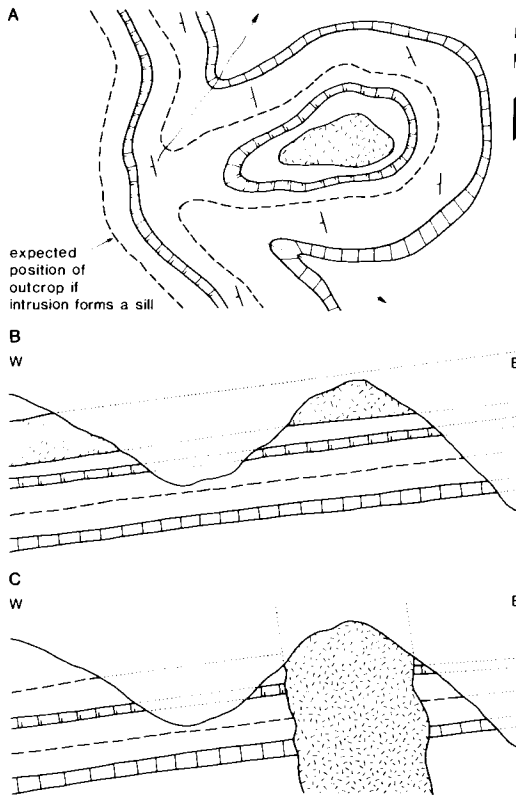 A
expected
position of
outcrop if
intrusion forms a sill
B
W
E
C
W
E